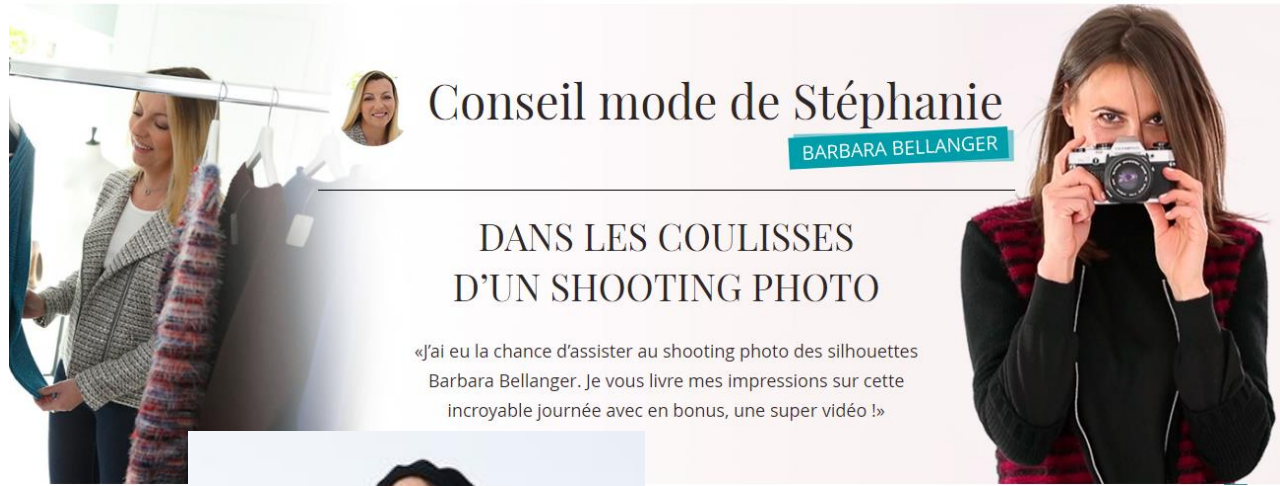 Conseil mode de Stéphanie
BARBARA BELLANGER
DANS LES COULISSES
D’UN SHOOTING PHOTO
«J’ai eu la chance d’assister au shooting photo des silhouettes
Barbara Bellanger. Je vous livre mes impressions sur cette
incroyable journée avec en bonus, une super vidéo !»